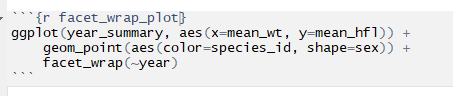 ```{r facet_wrap_plot}
ggplot(year_summary, aes(x=mean_wt, y=mean_hfl)) +
    geom_point(aes(color=species_id, shape=sex)) +
    facet_wrap(~year)
```